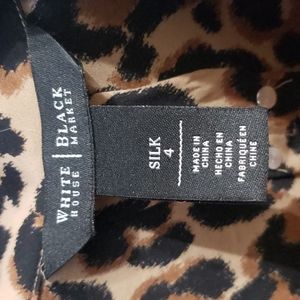 WHITE | BLACK
HOUSE | MARKET
SILK
4
MADE IN
CHINA
HECHO EN
CHINA
FABRIQUÉ EN
CHINE